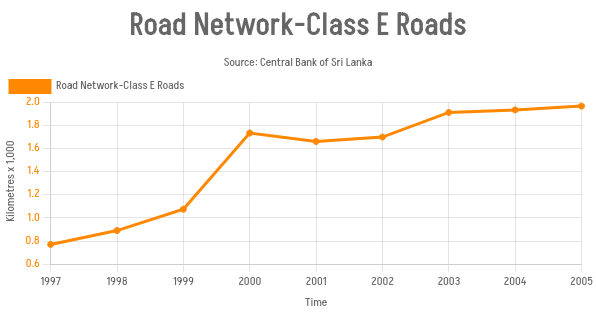 Road Network-Class E Roads
Source: Central Bank of Sri Lanka
Road Network-Class E Roads
Kilometres x 1,000
2.0
1.8
1.6
1.4
1.2
1.0
0.8
0.6
1997 1998 1999 2000 2001 2002 2003 2004 2005
Time